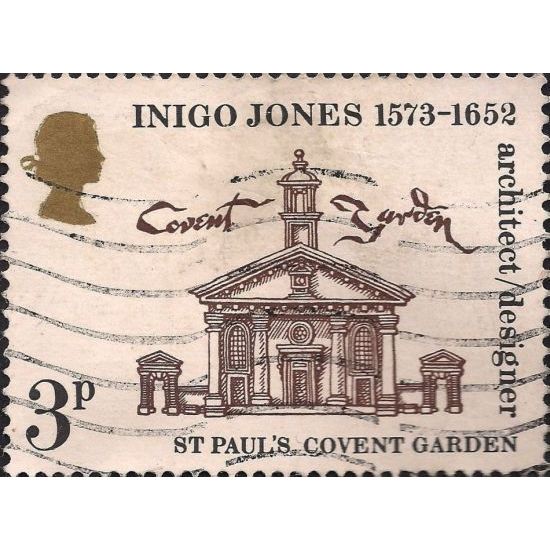 INIGO JONES 1573-1652
architect/designer
Covent Garden
3p
ST PAUL'S COVENT GARDEN